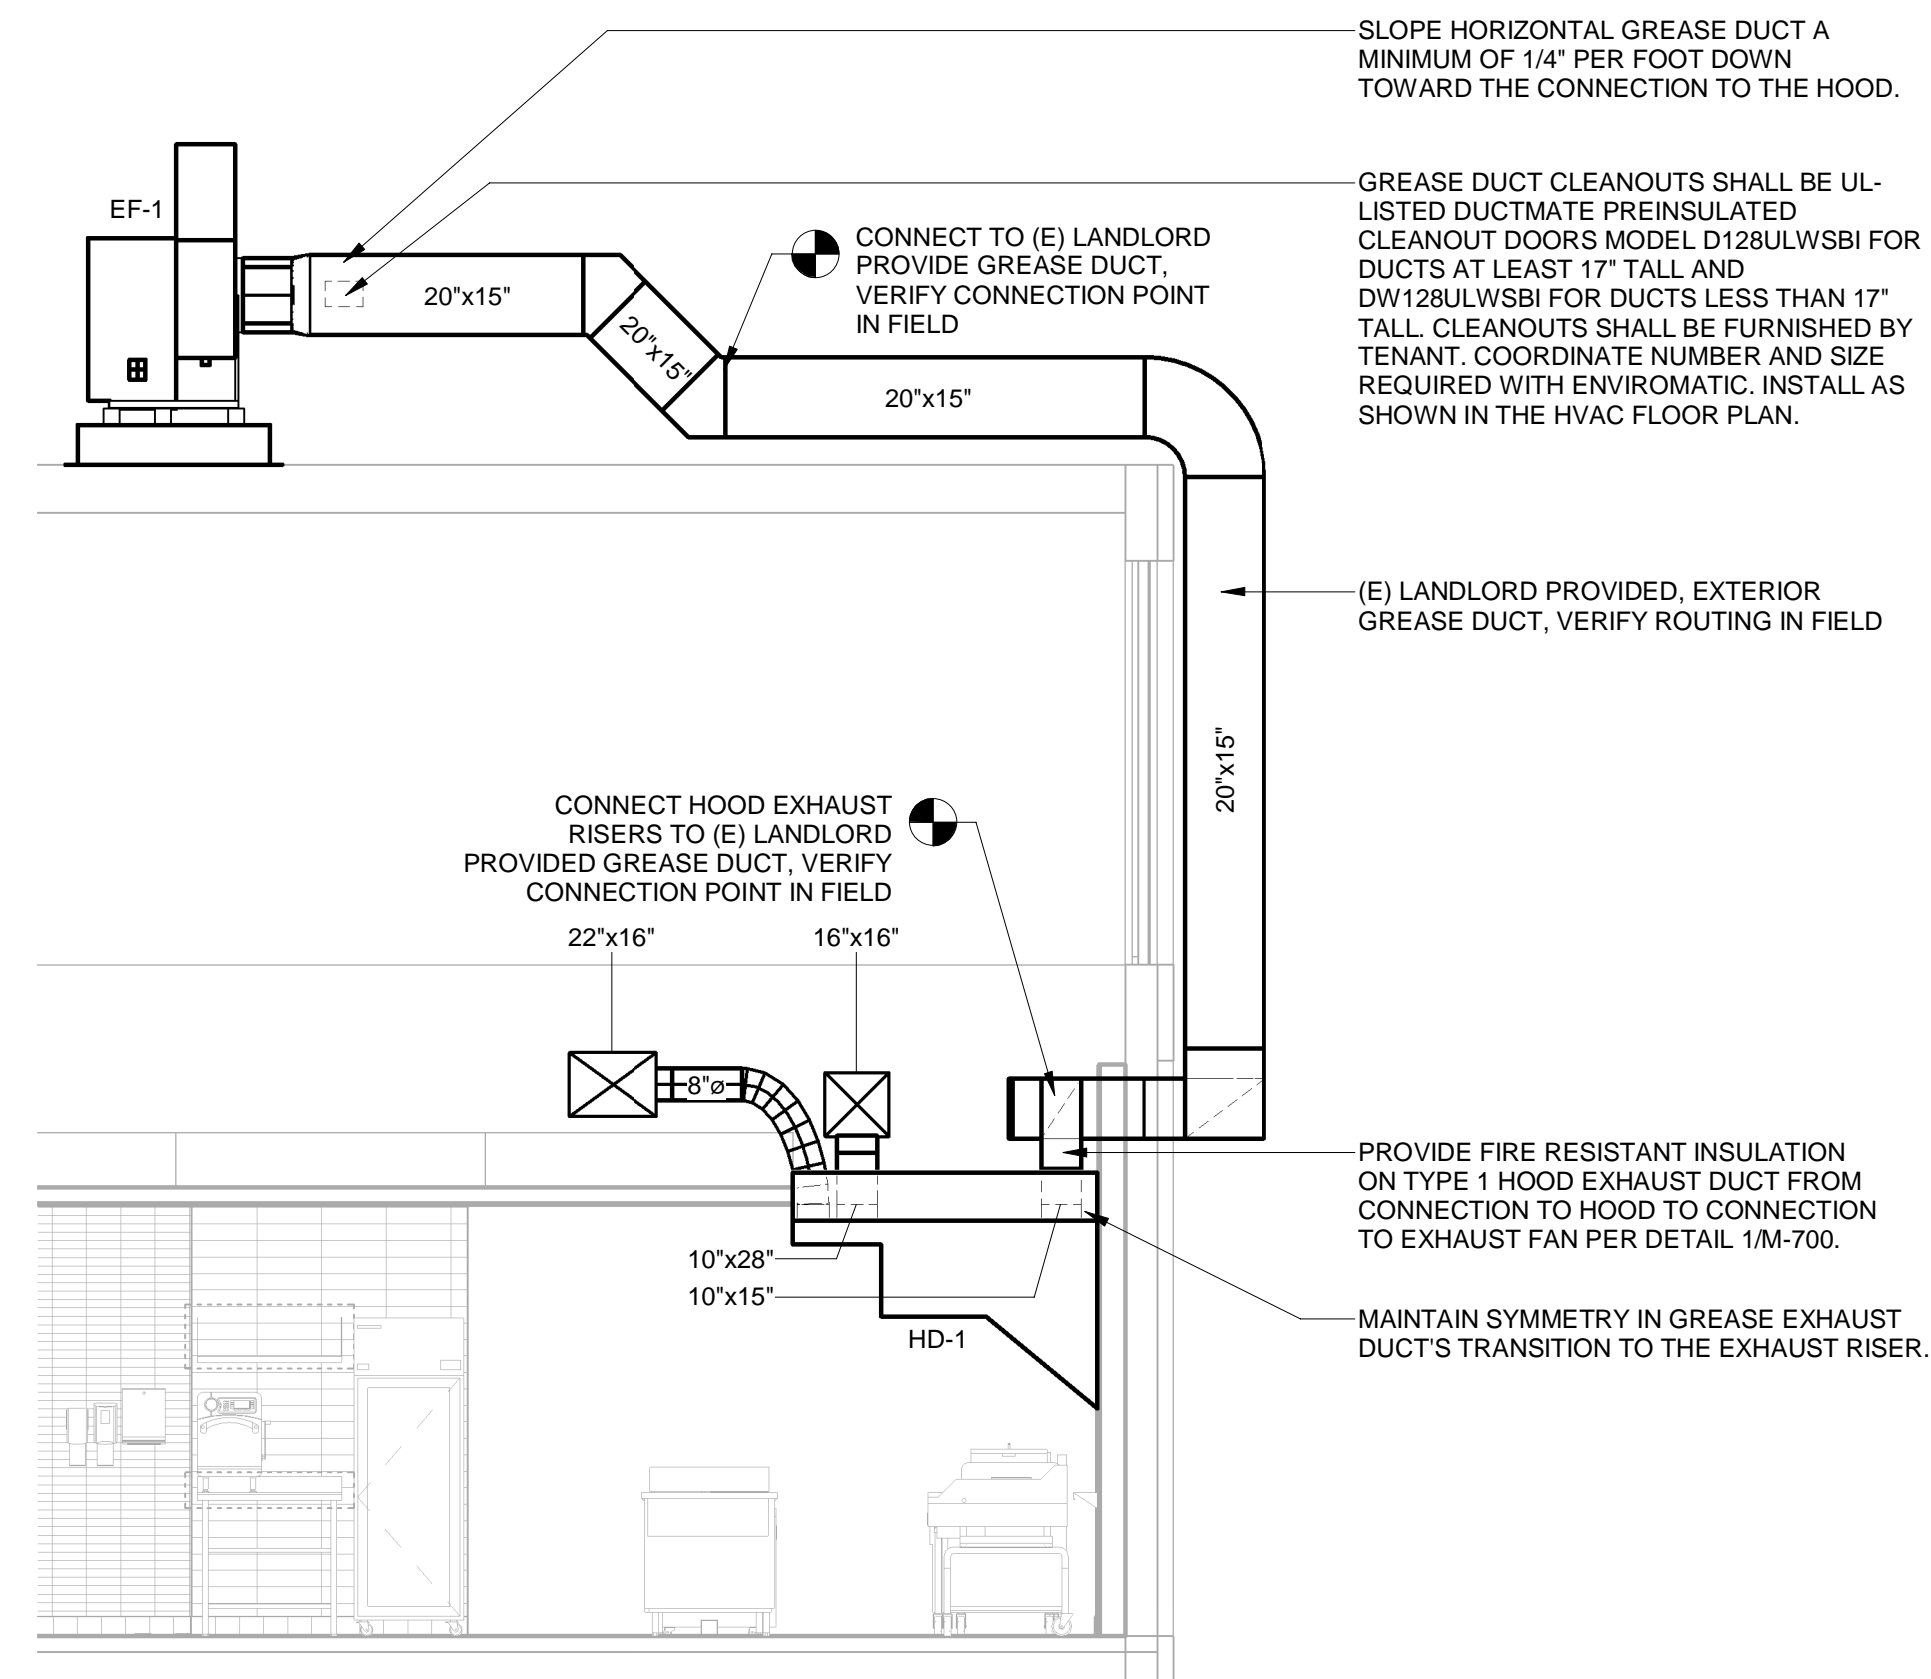 SLOPE HORIZONTAL GREASE DUCT A
MINIMUM OF 1/4" PER FOOT DOWN
TOWARD THE CONNECTION TO THE HOOD.
GREASE DUCT CLEANOUTS SHALL BE UL-
LISTED DUCTMATE PREINSULATED
CLEANOUT DOORS MODEL D128ULWSBI FOR
DUCTS AT LEAST 17" TALL AND
DW128ULWSBI FOR DUCTS LESS THAN 17"
TALL. CLEANOUTS SHALL BE FURNISHED BY
TENANT. COORDINATE NUMBER AND SIZE
REQUIRED WITH ENVIROMATIC. INSTALL AS
SHOWN IN THE HVAC FLOOR PLAN.
EF-1
CONNECT TO (E) LANDLORD
PROVIDE GREASE DUCT,
VERIFY CONNECTION POINT
IN FIELD
20"x15"
20"x15"
20"x15"
(E) LANDLORD PROVIDED, EXTERIOR
GREASE DUCT, VERIFY ROUTING IN FIELD
20"x15"
CONNECT HOOD EXHAUST
RISERS TO (E) LANDLORD
PROVIDED GREASE DUCT, VERIFY
CONNECTION POINT IN FIELD
22"x16"
16"x16"
8"ø
PROVIDE FIRE RESISTANT INSULATION
ON TYPE 1 HOOD EXHAUST DUCT FROM
CONNECTION TO HOOD TO CONNECTION
TO EXHAUST FAN PER DETAIL 1/M-700.
10"x28"
10"x15"
HD-1
MAINTAIN SYMMETRY IN GREASE EXHAUST
DUCT'S TRANSITION TO THE EXHAUST RISER.